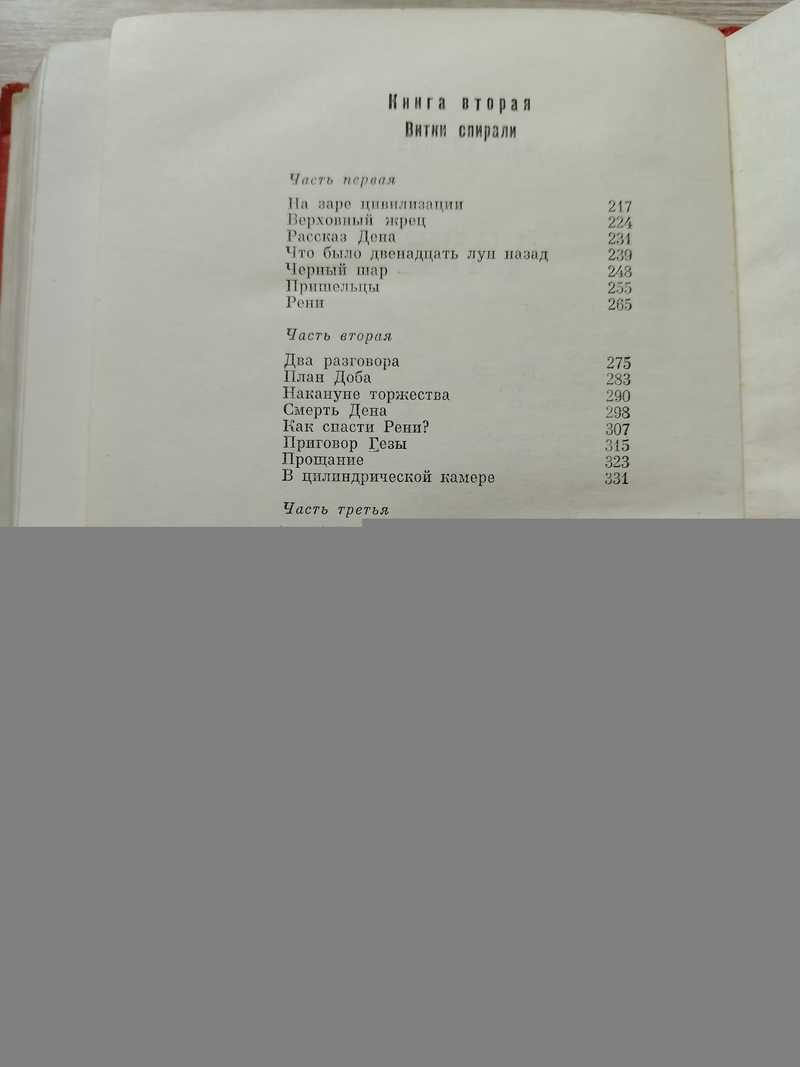 Книга вторая
Витки спирали
Часть первая
На заре цивилизации 217
Верховный жрец 224
Рассказ Дена 231
Что было двенадцать лун назад 239
Черный шар 248
Пришельцы 255
Рени 265
Часть вторая
Два разговора 275
План Доба 283
Накануне торжества 290
Смерть Дена 298
Как спасти Рени? 307
Приговор Гезы 315
Прощание 323
В цилиндрической камере 331
Часть третья